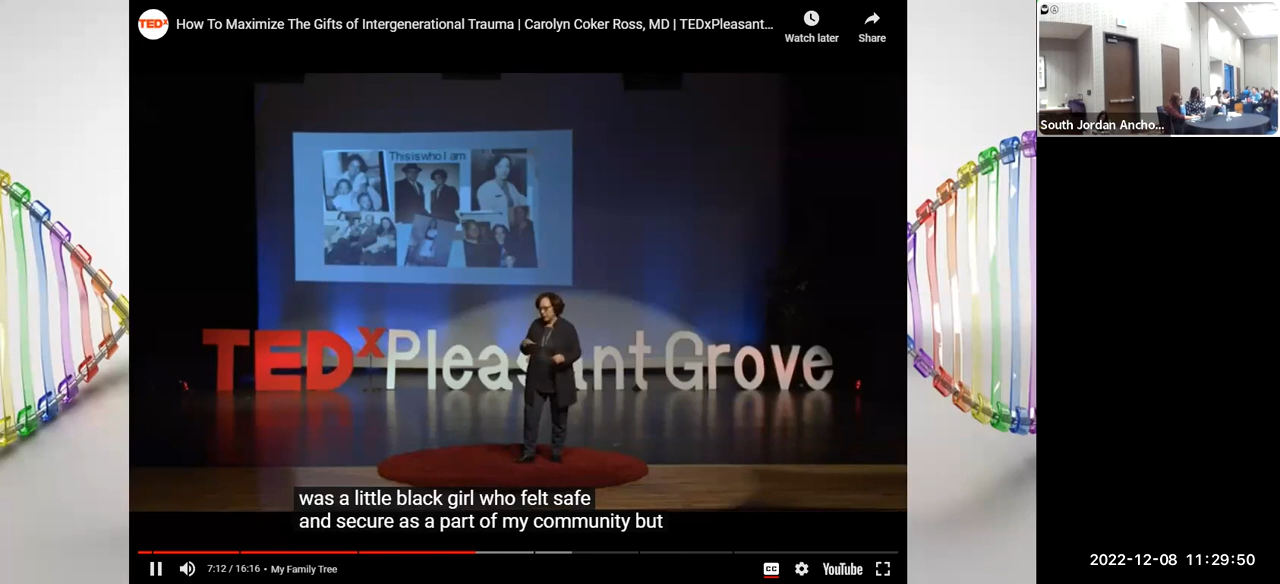 TEDx
How To Maximize The Gifts of Intergenerational Trauma | Carolyn Coker Ross, MD | TEDxPleasant...
Watch later
Share
South Jordan Ancho...
This is who I am
TEDxPleasant Grove
was a little black girl who felt safe
and secure as a part of my community but
7:12 / 16:16 • My Family Tree
CC
YouTube
2022-12-08 11:29:50